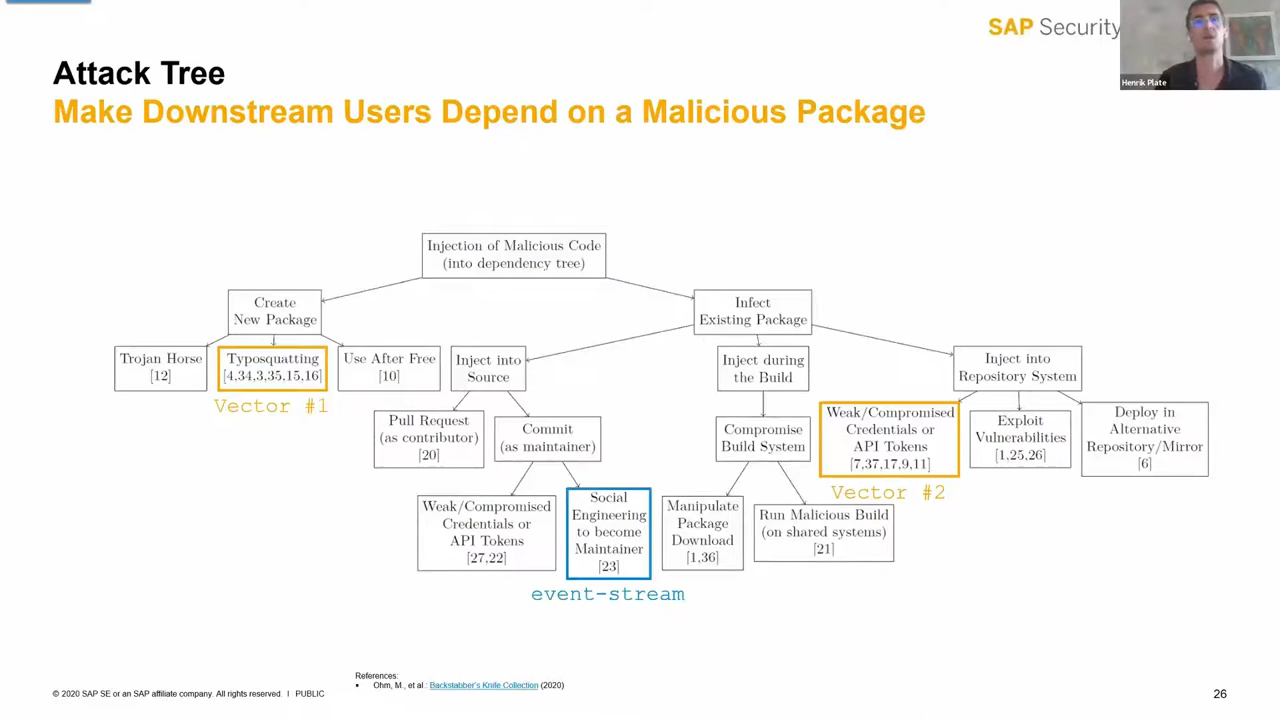 SAP Security
Henrik Plate
Attack Tree
Make Downstream Users Depend on a Malicious Package
Injection of Malicious Code
(into dependency tree)
Create
New Package
Infect
Existing Package
Trojan Horse
[12]
Typosquatting
[4,34,3,35,15,16]
Use After Free
[10]
Inject into
Source
Inject during
the Build
Inject into
Repository System
Vector #1
Pull Request
(as contributor)
[20]
Commit
(as maintainer)
Compromise
Build System
Weak/Compromised
Credentials or
API Tokens
[7,37,17,9,11]
Exploit
Vulnerabilities
[1,25,26]
Deploy in
Alternative
Repository/Mirror
[6]
Vector #2
Weak/Compromised
Credentials or
API Tokens
[27,22]
Social
Engineering
to become
Maintainer
[23]
Manipulate
Package
Download
[1,36]
Run Malicious Build
(on shared systems)
[21]
event-stream
References:
• Ohm, M., et al.: Backstabber's Knife Collection (2020)
© 2020 SAP SE or an SAP affiliate company. All rights reserved. I PUBLIC
26